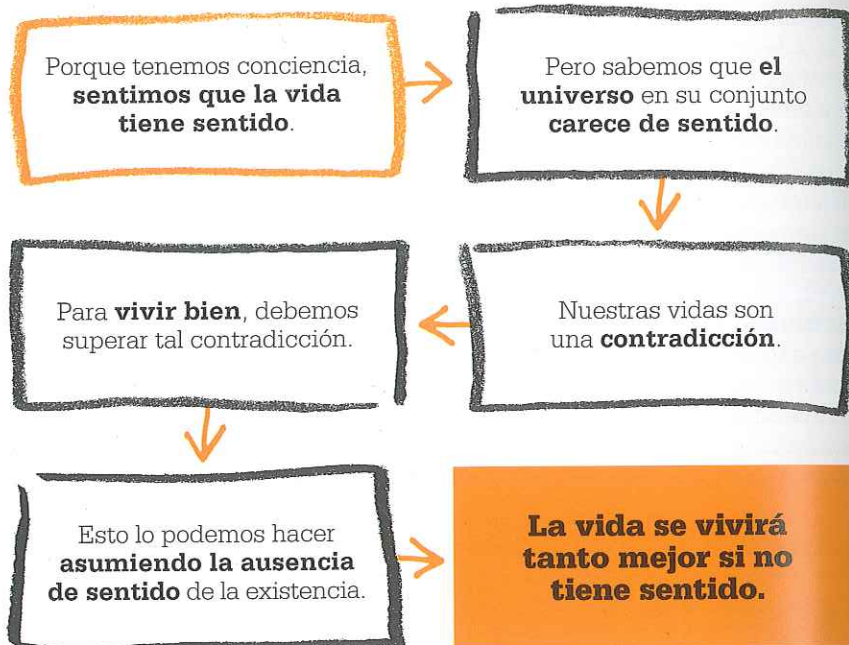 Porque tenemos conciencia,
sentimos que la vida
tiene sentido.
Pero sabemos que el
universo en su conjunto
carece de sentido.
Nuestras vidas son
una contradicción.
Para vivir bien, debemos
superar tal contradicción.
Esto lo podemos hacer
asumiendo la ausencia
de sentido de la existencia.
La vida se vivirá
tanto mejor si no
tiene sentido.